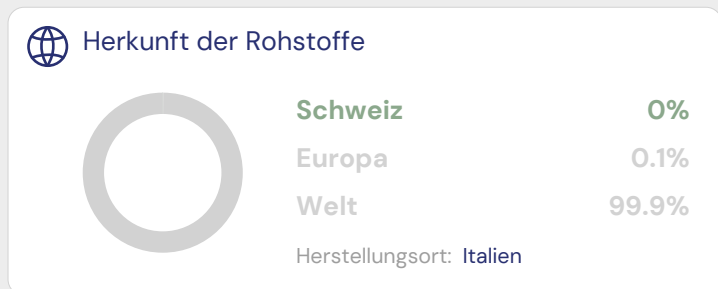 Herkunft der Rohstoffe
Schweiz 0%
Europa 0.1%
Welt 99.9%
Herstellungsort: Italien